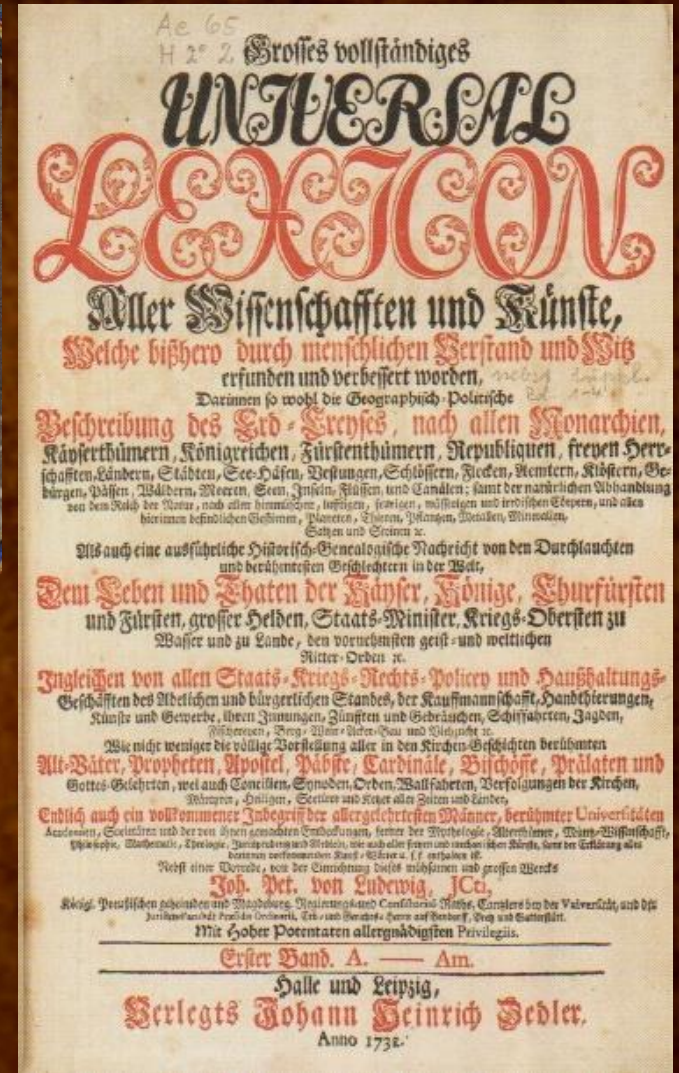 Ac 65
H 2° 2
Grosses vollständiges
UNIVERSAL
LEXICON
Aller Wissenschafften und Künste,
Welche bißhero durch menschlichen Verstand und Witz
erfunden und verbessert worden,
Darinnen so wohl die Geographisch-Politische
Beschreibung des Erd-Creyses, nach allen Monarchien,
Käyserthümern, Königreichen, Fürstenthümern, Republiquen, freyen Herr-
schafften, Ländern, Städten, See-Häfen, Vestungen, Schlössern, Flecken, Aemtern, Klöstern, Ge-
bürgen, Pässen, Wäldern, Meeren, Seen, Inseln, Flüssen, und Canälen; samt der natürlichen Abhandlung
von dem Reich der Natur, nach allen himmlischen, lufftigen, feurigen, wässerigen und irrdischen Cörpern, und allen
hierinnen befindlichen Gestirnen, Planeten, Thieren, Pflantzen, Metallen, Mineralien,
Saltzen und Steinen ꝛc.
Als auch eine ausführliche Historisch-Genealogische Nachricht von den Durchlauchten
und berühmtesten Geschlechtern in der Welt,
Dem Leben und Thaten der Käyser, Könige, Churfürsten
und Fürsten, grosser Helden, Staats-Minister, Kriegs-Obersten zu
Wasser und zu Lande, den vornehmsten geist- und weltlichen
Ritter-Orden ꝛc.
Ingleichen von allen Staats-Kriegs-Rechts-Policey und Haußhaltungs-
Geschäfften des Adelichen und bürgerlichen Standes, der Kauffmannschafft, Handthierungen,
Künste und Gewerbe, ihren Innungen, Zünfften und Gebräuchen, Schiffahrten, Jagden,
Fischereyen, Berg-Wein-Acker-Bau und Viehzucht ꝛc.
Wie nicht weniger die völlige Vorstellung aller in den Kirchen-Geschichten berühmten
Alt-Väter, Propheten, Apostel, Päbste, Cardinäle, Bischöffe, Prälaten und
Gottes-Gelehrten, wie auch Concilien, Synoden, Orden, Wallfahrten, Verfolgungen der Kirchen,
Märtyrer, Heiligen, Sectirer und Ketzer aller Zeiten und Länder,
Endlich auch ein vollkommener Inbegriff der allergelehrtesten Männer, berühmter Universitäten
Academien, Societäten und der von ihnen gemachten Entdeckungen, ferner der Mythologie, Alterthümer, Müntz-Wissenschafft,
Philosophie, Mathematic, Theologie, Jurisprudentz und Medicin, wie auch aller freyen und mechanischen Künste, samt der Erklärung aller
darinnen vorkommenden Kunst-Wörter u. s. f. enthalten ist.
Nebst einer Vorrede, von der Einrichtung dieses mühsamen und grossen Wercks
Joh. Pet. von Ludewig, JCti,
Königl. Preußischen geheimden und Magdeburg. Regierungs- und Consistorial-Raths, Cantzlers bey der Universität, und der
Juristen-Facultät Præsidis Ordinarii, Erb- und Gerichts-Herrn auf Bendorff, Pretz und Gatterstätt.
Mit Hoher Potentaten allergnädigsten Privilegiis.
Erster Band. A. — Am.
Halle und Leipzig,
Verlegts Johann Heinrich Zedler.
Anno 1732.